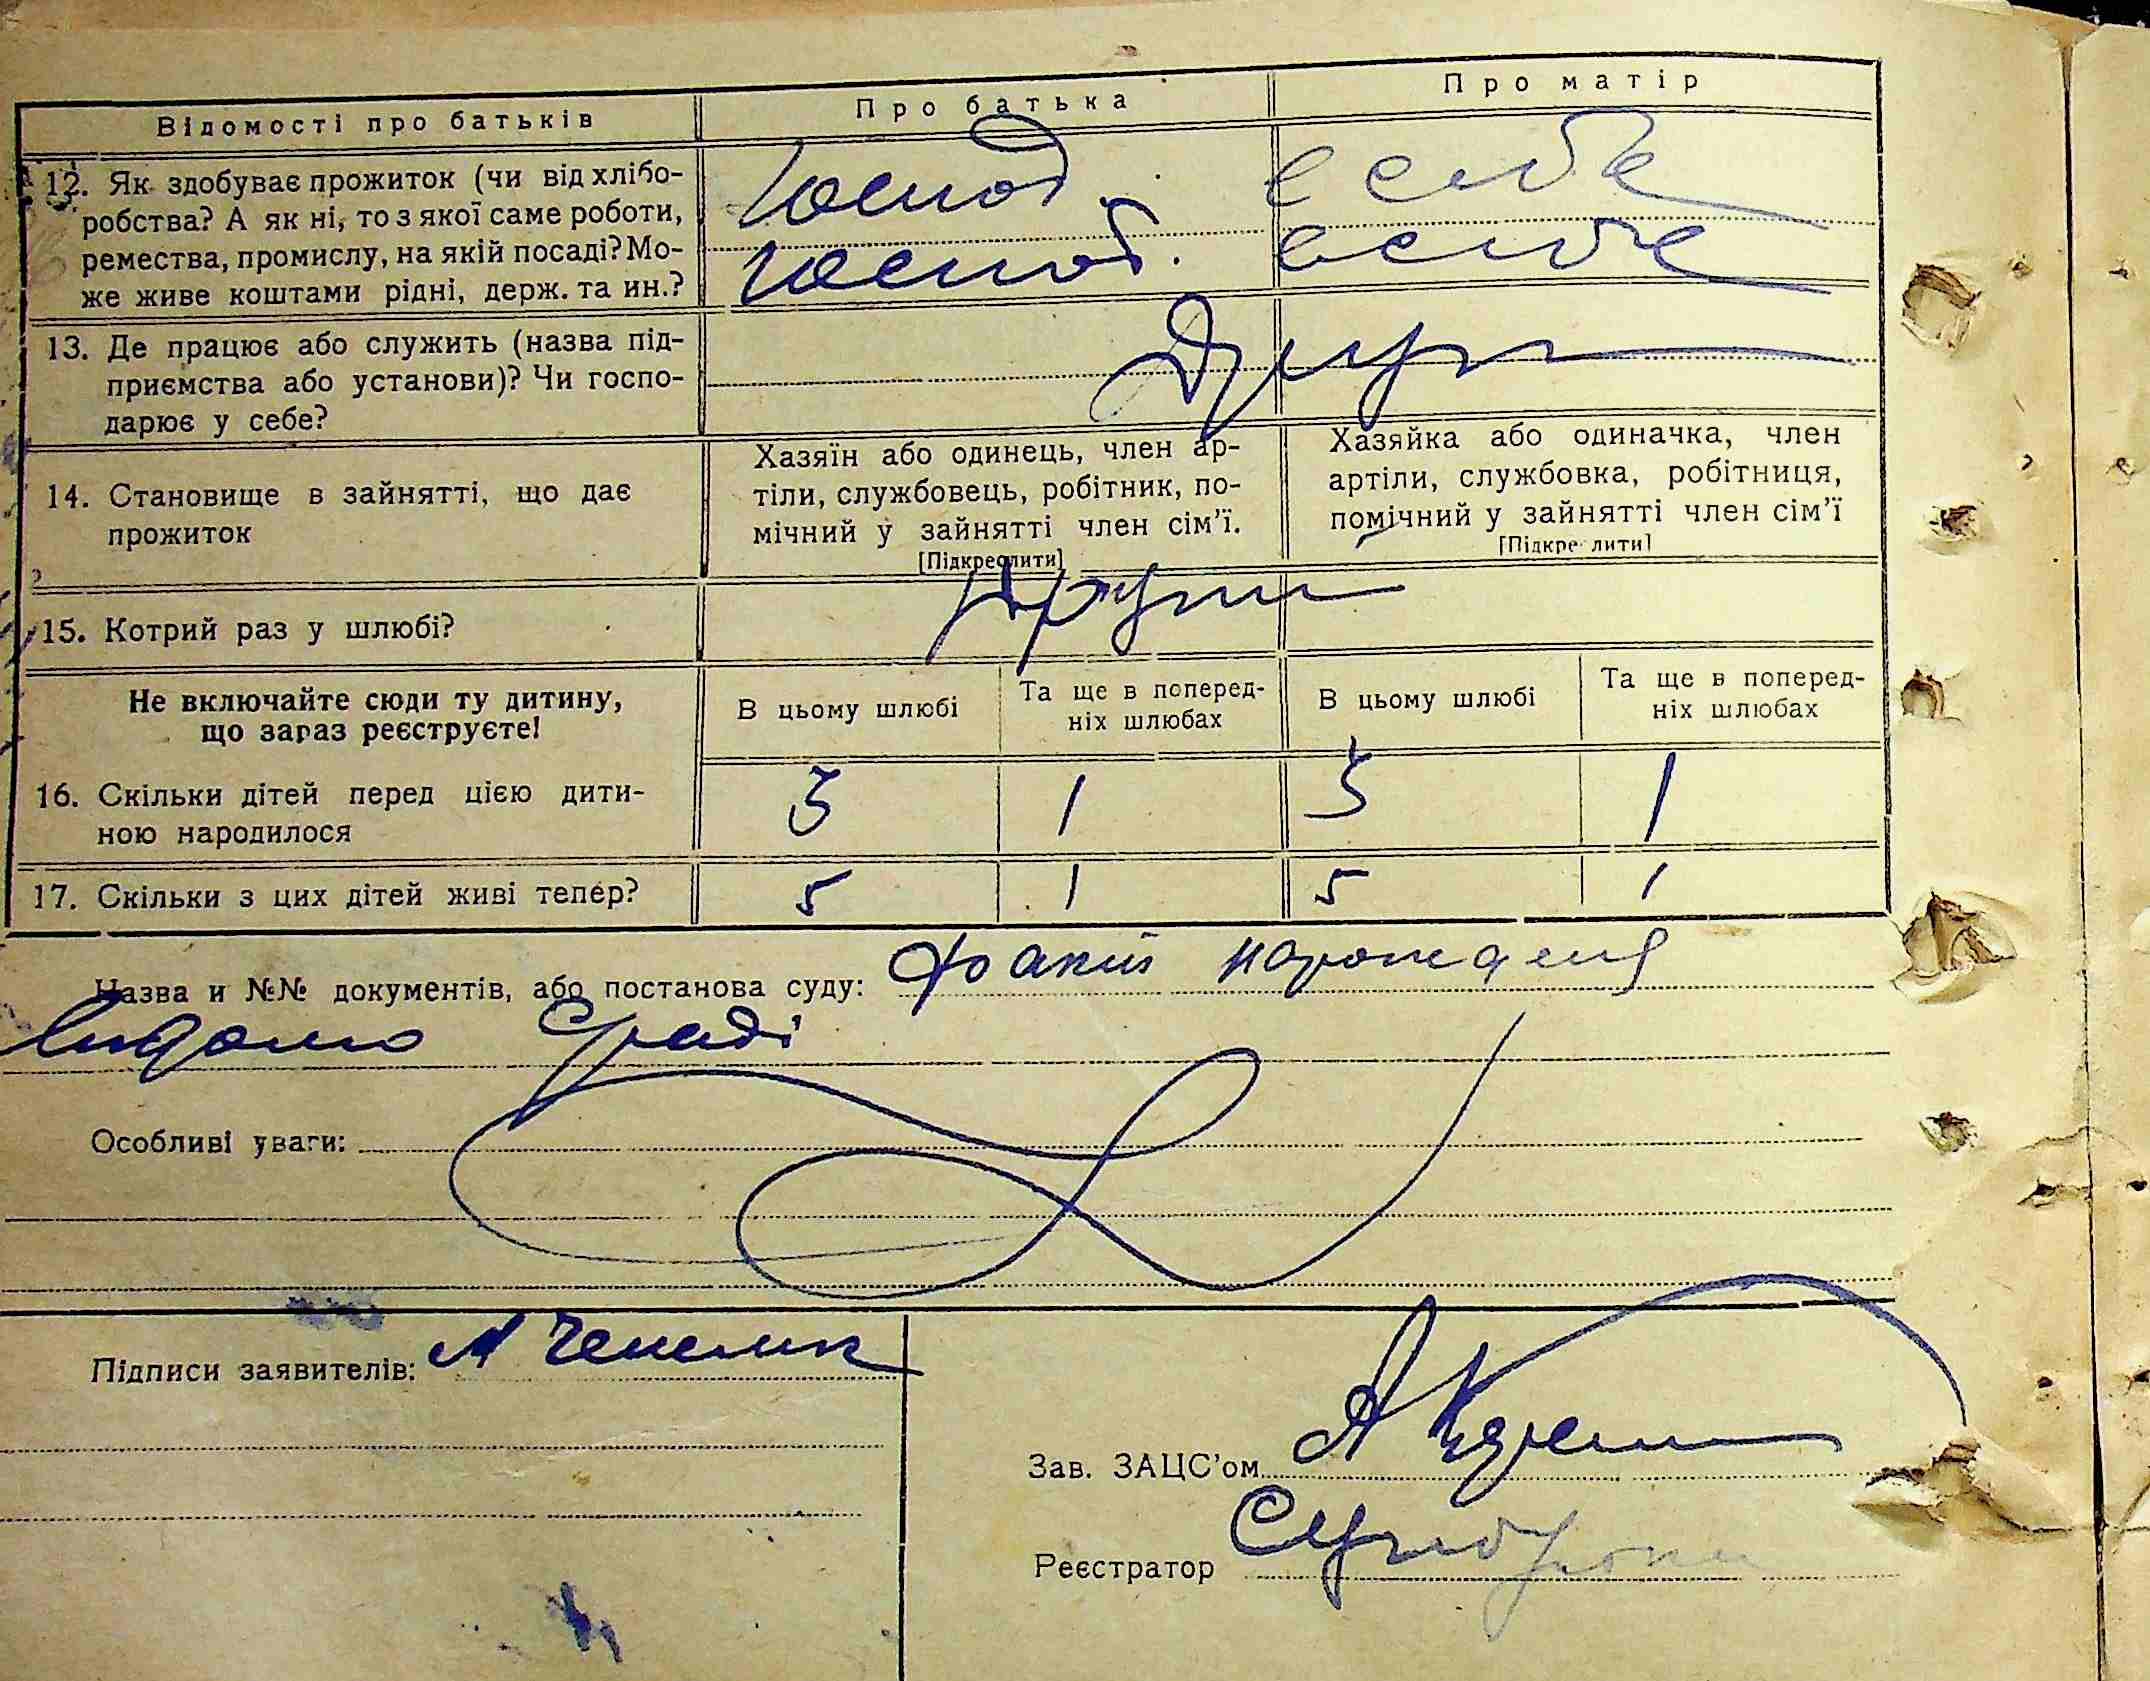 Відомості про батьків
Про батька
Про матір
12. Як здобуває прожиток (чи від хлібо-
робства? А як ні, то з якої саме роботи,
ремества, промислу, на якій посаді? Мо-
же живе коштами рідні, держ. та ин.?
Господ. в себе
Господ. в себе
13. Де працює або служить (назва під-
приємства або установи)? Чи госпо-
дарює у себе?
14. Становище в зайнятті, що дає
прожиток
Хазяїн або одинець, член ар-
тіли, службовець, робітник, по-
мічний у зайнятті член сім'ї.
[Підкреслити]
Хазяйка або одиначка, член
артіли, службовка, робітниця,
помічний у зайнятті член сім'ї
[Підкреслити]
15. Котрий раз у шлюбі?
Други
Не включайте сюди ту дитину,
що зараз реєструєте!
В цьому шлюбі
Та ще в поперед-
ніх шлюбах
В цьому шлюбі
Та ще в поперед-
ніх шлюбах
16. Скільки дітей перед цією дити-
ною народилося
5 1 5 1
17. Скільки з цих дітей живі тепер?
5 1 5 1
Назва и №№ документів, або постанова суду: Факт нарождения
Відомо Сраді
Особливі уваги:
Підписи заявителів:
Зав. ЗАЦС'ом
Реєстратор